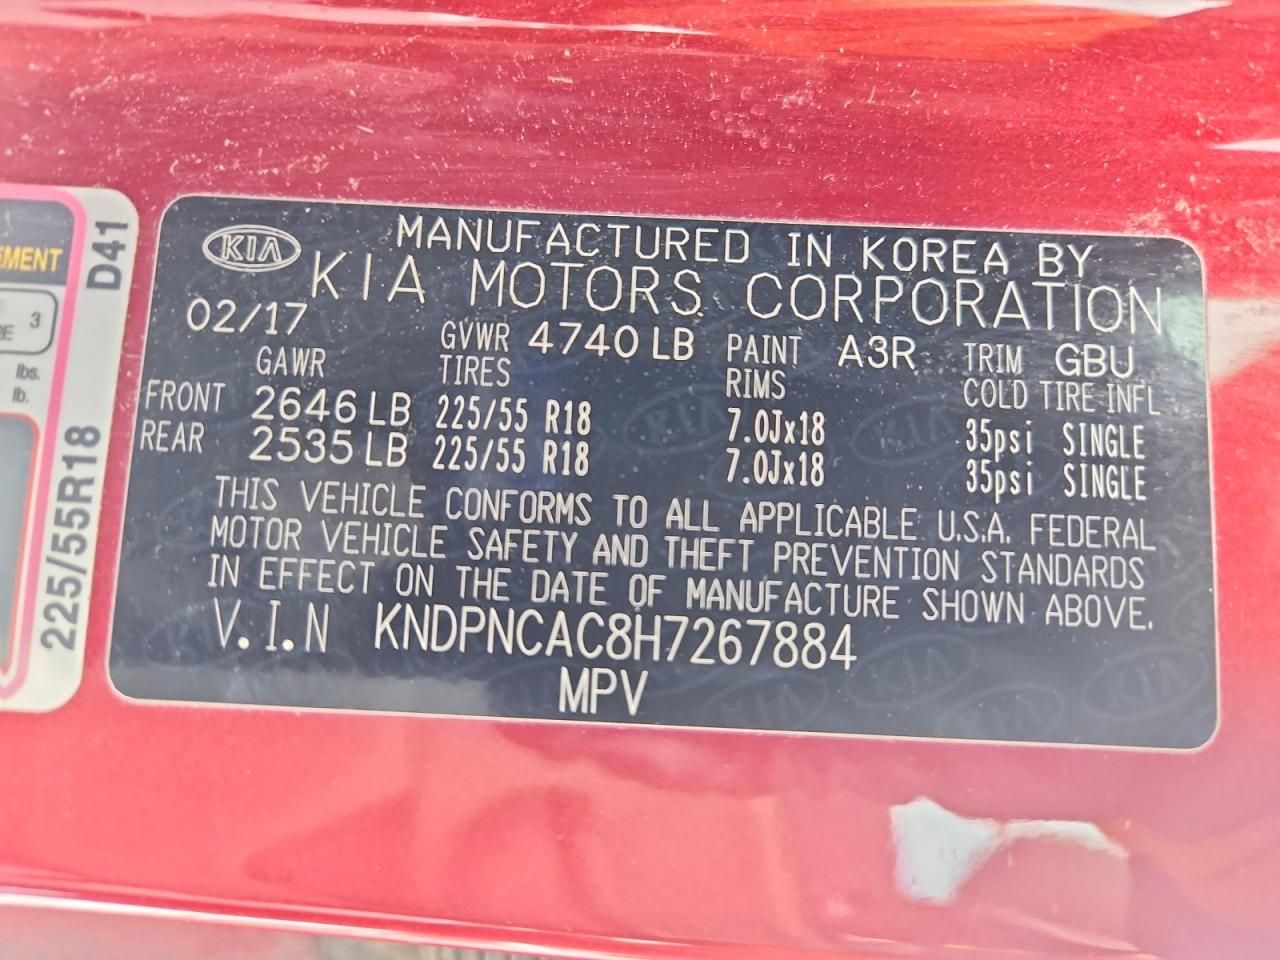 EMENT
3
E
lbs.
lb.
D41
225/55R18
KIA
MANUFACTURED IN KOREA BY
KIA MOTORS CORPORATION
02/17 GVWR 4740 LB PAINT A3R TRIM GBU
GAWR TIRES RIMS COLD TIRE INFL
FRONT 2646 LB 225/55 R18 7.0Jx18 35psi SINGLE
REAR 2535 LB 225/55 R18 7.0Jx18 35psi SINGLE
THIS VEHICLE CONFORMS TO ALL APPLICABLE U.S.A. FEDERAL
MOTOR VEHICLE SAFETY AND THEFT PREVENTION STANDARDS
IN EFFECT ON THE DATE OF MANUFACTURE SHOWN ABOVE.
V.I.N KNDPNCAC8H7267884
MPV